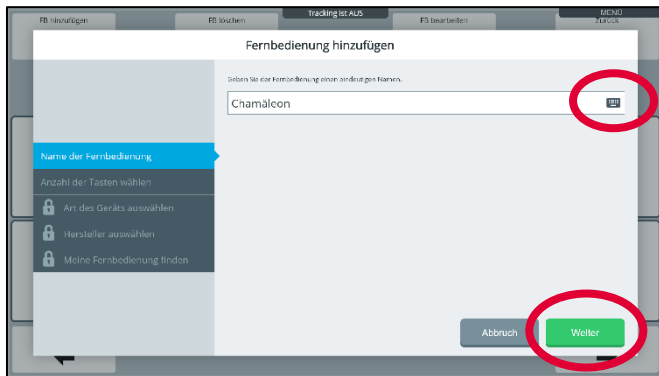 FB hinzufügen
FB löschen
Tracking ist AUS
FB bearbeiten
MENÜ
zurück
Fernbedienung hinzufügen
Geben Sie der Fernbedienung einen eindeutigen Namen.
Chamäleon
Name der Fernbedienung
Anzahl der Tasten wählen
Art des Geräts auswählen
Hersteller auswählen
Meine Fernbedienung finden
Abbruch
Weiter